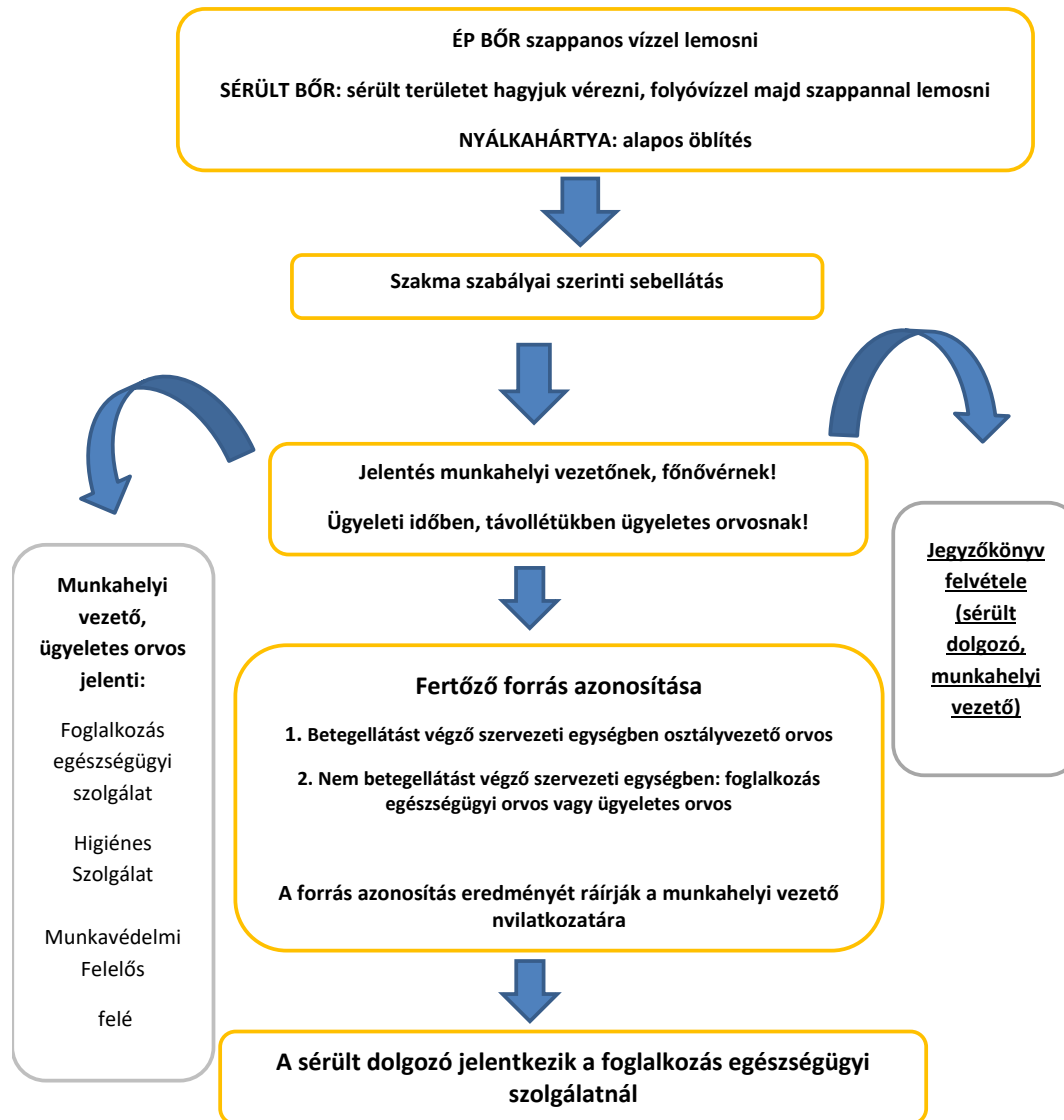 ÉP BŐR szappanos vízzel lemosni
SÉRÜLT BŐR: sérült területet hagyjuk vérezni, folyóvízzel majd szappannal lemosni
NYÁLKAHÁRTYA: alapos öblítés
Szakma szabályai szerinti sebellátás
Jelentés munkahelyi vezetőnek, főnővérnek!
Ügyeleti időben, távollétükben ügyeletes orvosnak!
Munkahelyi
vezető,
ügyeletes orvos
jelenti:
Foglalkozás
egészségügyi
szolgálat
Higiénes
Szolgálat
Munkavédelmi
Felelős
felé
Jegyzőkönyv
felvétele
(sérült
dolgozó,
munkahelyi
vezető)
Fertőző forrás azonosítása
1. Betegellátást végző szervezeti egységben osztályvezető orvos
2. Nem betegellátást végző szervezeti egységben: foglalkozás
egészségügyi orvos vagy ügyeletes orvos
A forrás azonosítás eredményét ráírják a munkahelyi vezető
nyilatkozatára
A sérült dolgozó jelentkezik a foglalkozás egészségügyi
szolgálatnál